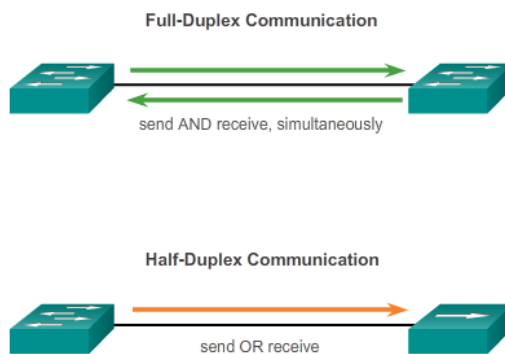 Full-Duplex Communication
send AND receive, simultaneously
Half-Duplex Communication
send OR receive